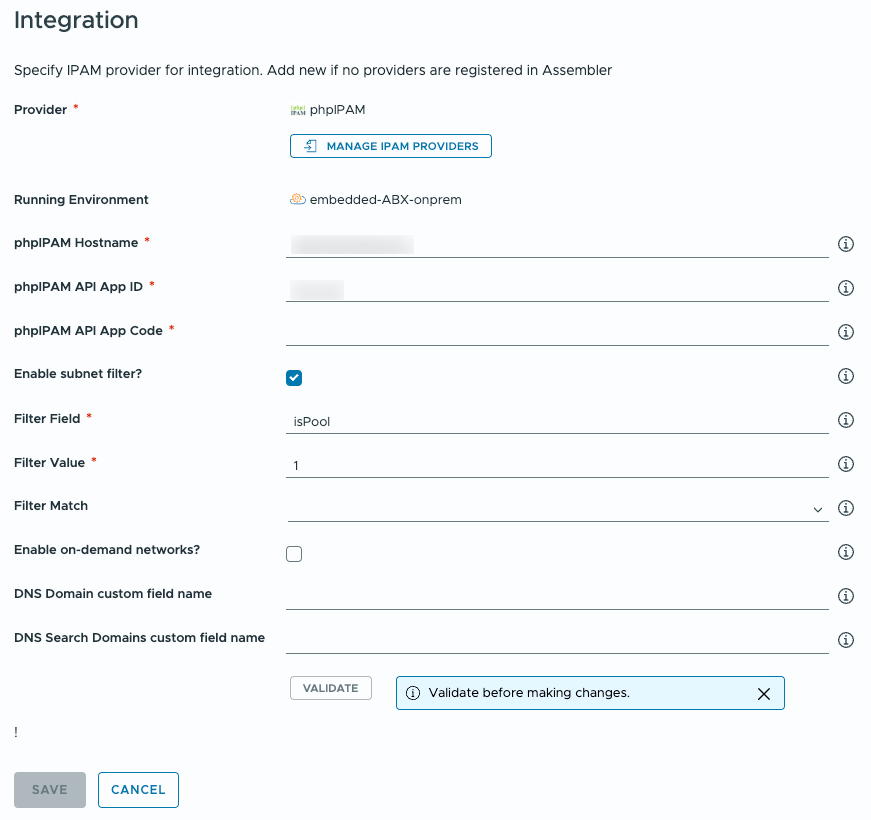 Integration
Specify IPAM provider for integration. Add new if no providers are registered in Assembler
Provider * phpIPAM
MANAGE IPAM PROVIDERS
Running Environment embedded-ABX-onprem
phpIPAM Hostname *
phpIPAM API App ID *
phpIPAM API App Code *
Enable subnet filter?
Filter Field * isPool
Filter Value * 1
Filter Match
Enable on-demand networks?
DNS Domain custom field name
DNS Search Domains custom field name
VALIDATE Validate before making changes.
!
SAVE CANCEL